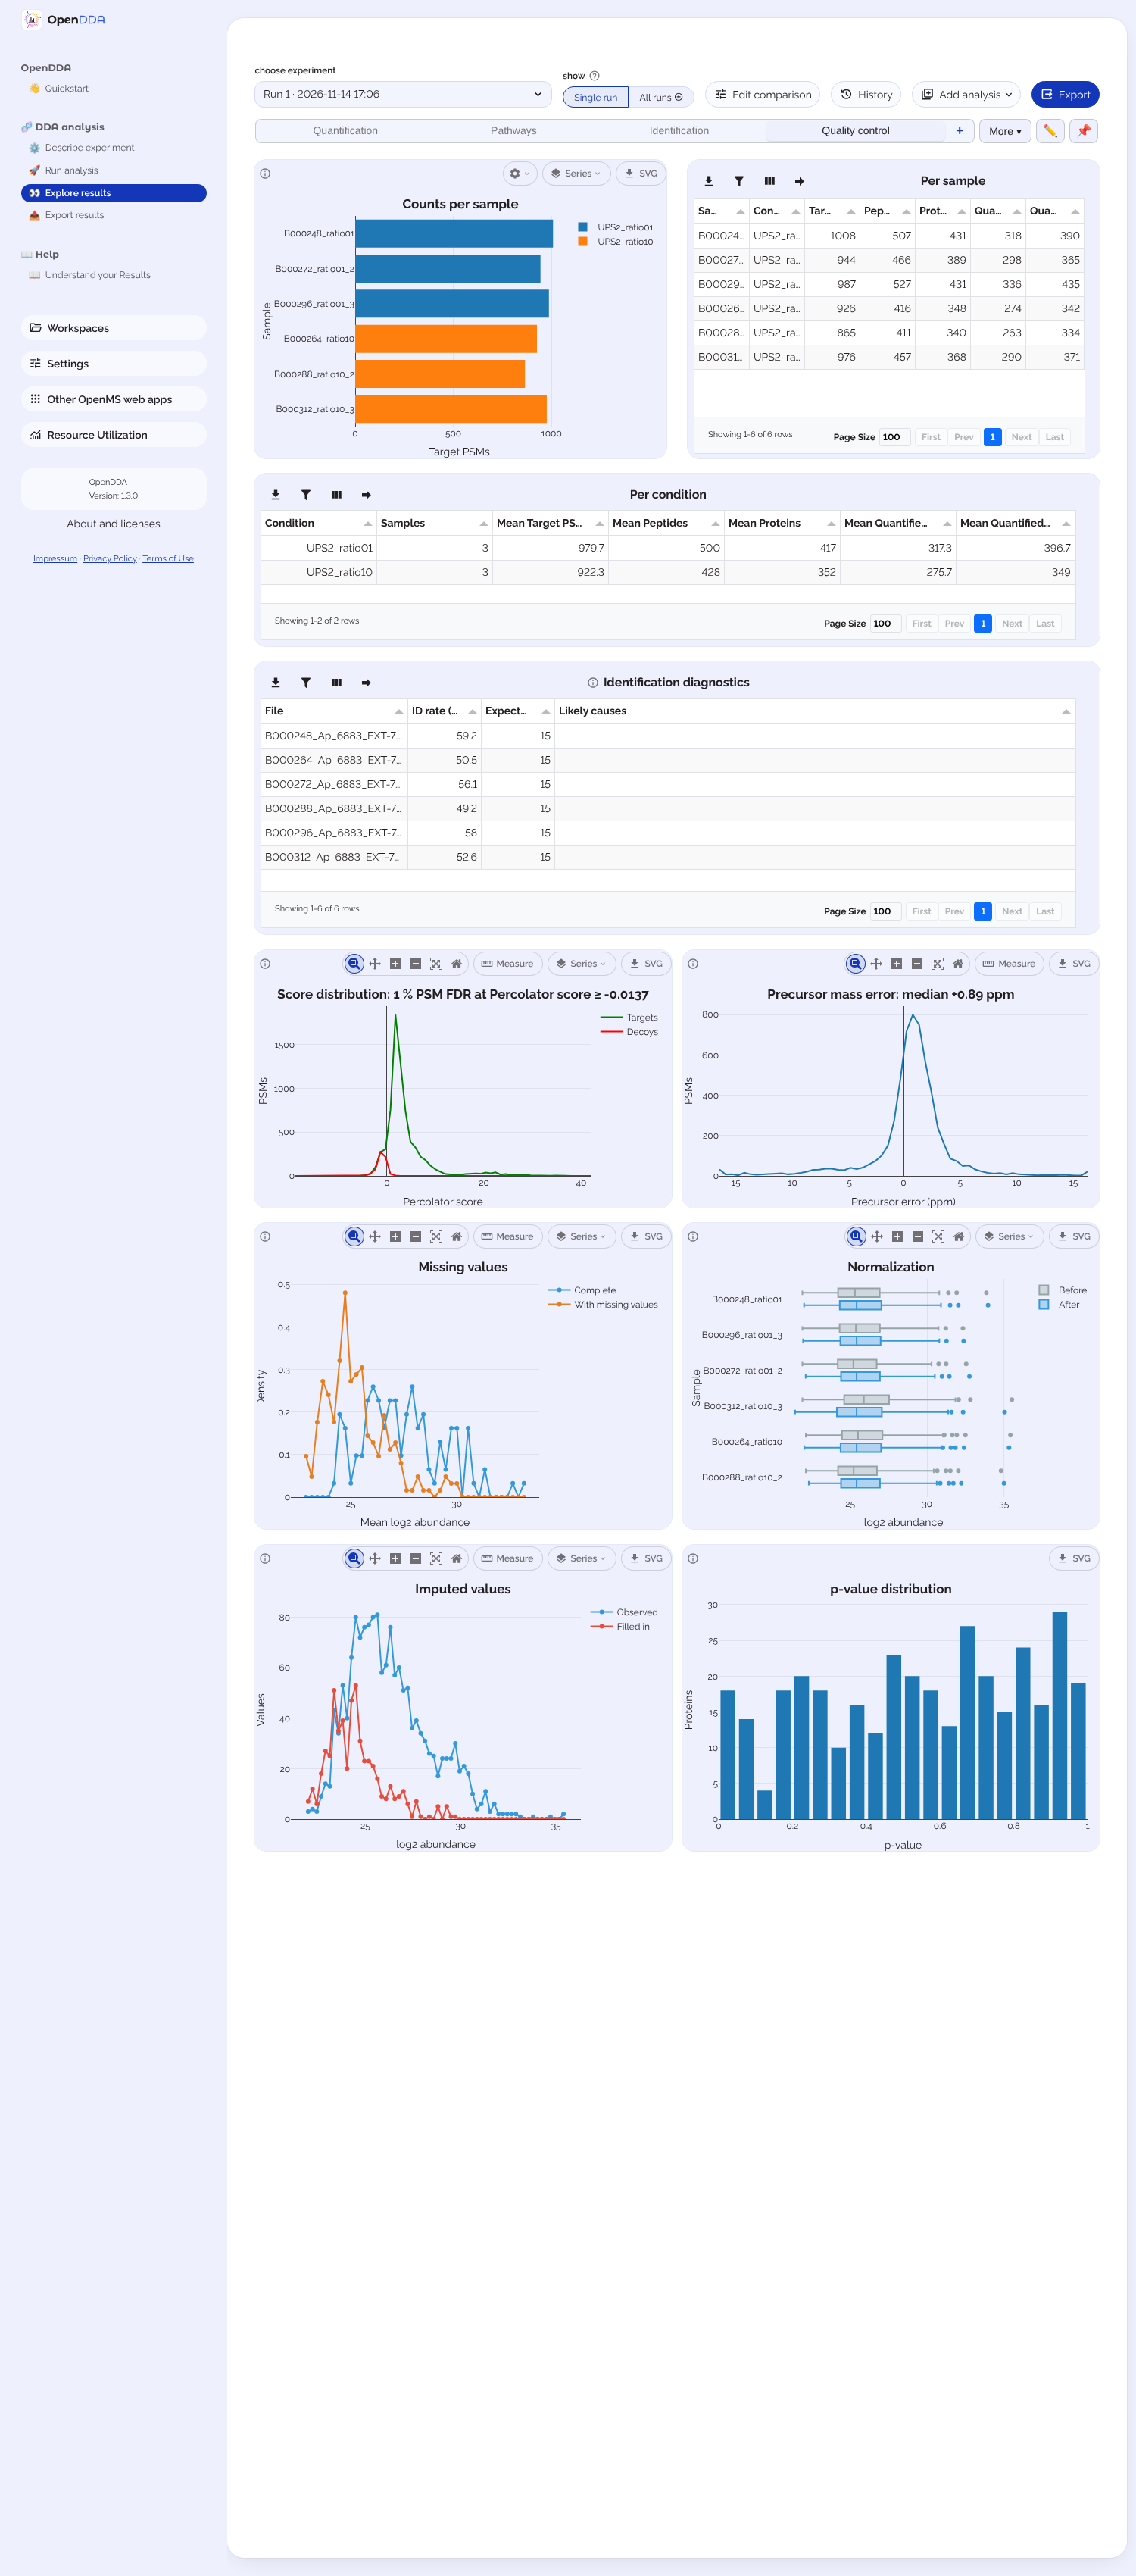 OpenDDA
OpenDDA
👋 Quickstart
🧬 DDA analysis
⚙️ Describe experiment
🚀 Run analysis
👀 Explore results
📤 Export results
📖 Help
📖 Understand your Results
Workspaces
Settings
Other OpenMS web apps
Resource Utilization
OpenDDA
Version: 1.3.0
About and licenses
Impressum · Privacy Policy · Terms of Use
choose experiment
Run 1 · 2026-11-14 17:06
show
Single run All runs
Edit comparison
History
Add analysis
Export
Quantification Pathways Identification Quality control + More ▾
Series SVG
Counts per sample
UPS2_ratio01
UPS2_ratio10
Sample
B000248_ratio01
B000272_ratio01_2
B000296_ratio01_3
B000264_ratio10
B000288_ratio10_2
B000312_ratio10_3
0 500 1000
Target PSMs
Per sample
Sa... Con... Tar... Pep... Prot... Qua... Qua...
B00024... UPS2_ra... 1008 507 431 318 390
B00027... UPS2_ra... 944 466 389 298 365
B00029... UPS2_ra... 987 527 431 336 435
B00026... UPS2_ra... 926 416 348 274 342
B00028... UPS2_ra... 865 411 340 263 334
B00031... UPS2_ra... 976 457 368 290 371
Showing 1-6 of 6 rows Page Size 100 First Prev 1 Next Last
Per condition
Condition Samples Mean Target PS... Mean Peptides Mean Proteins Mean Quantifie... Mean Quantified...
UPS2_ratio01 3 979.7 500 417 317.3 396.7
UPS2_ratio10 3 922.3 428 352 275.7 349
Showing 1-2 of 2 rows Page Size 100 First Prev 1 Next Last
Identification diagnostics
File ID rate (... Expect... Likely causes
B000248_Ap_6883_EXT-7... 59.2 15
B000264_Ap_6883_EXT-7... 50.5 15
B000272_Ap_6883_EXT-7... 56.1 15
B000288_Ap_6883_EXT-7... 49.2 15
B000296_Ap_6883_EXT-7... 58 15
B000312_Ap_6883_EXT-7... 52.6 15
Showing 1-6 of 6 rows Page Size 100 First Prev 1 Next Last
Measure Series SVG
Score distribution: 1 % PSM FDR at Percolator score ≥ -0.0137
Targets
Decoys
PSMs
1500
1000
500
0
0 20 40
Percolator score
Measure SVG
Precursor mass error: median +0.89 ppm
PSMs
800
600
400
200
0
−15 −10 −5 0 5 10 15
Precursor error (ppm)
Measure Series SVG
Missing values
Complete
With missing values
Density
0.5
0.4
0.3
0.2
0.1
0
25 30
Mean log2 abundance
Series SVG
Normalization
Before
After
Sample
B000248_ratio01
B000296_ratio01_3
B000272_ratio01_2
B000312_ratio10_3
B000264_ratio10
B000288_ratio10_2
25 30 35
log2 abundance
Measure Series SVG
Imputed values
Observed
Filled in
Values
80
60
40
20
0
25 30 35
log2 abundance
SVG
p-value distribution
Proteins
30
25
20
15
10
5
0
0 0.2 0.4 0.6 0.8 1
p-value